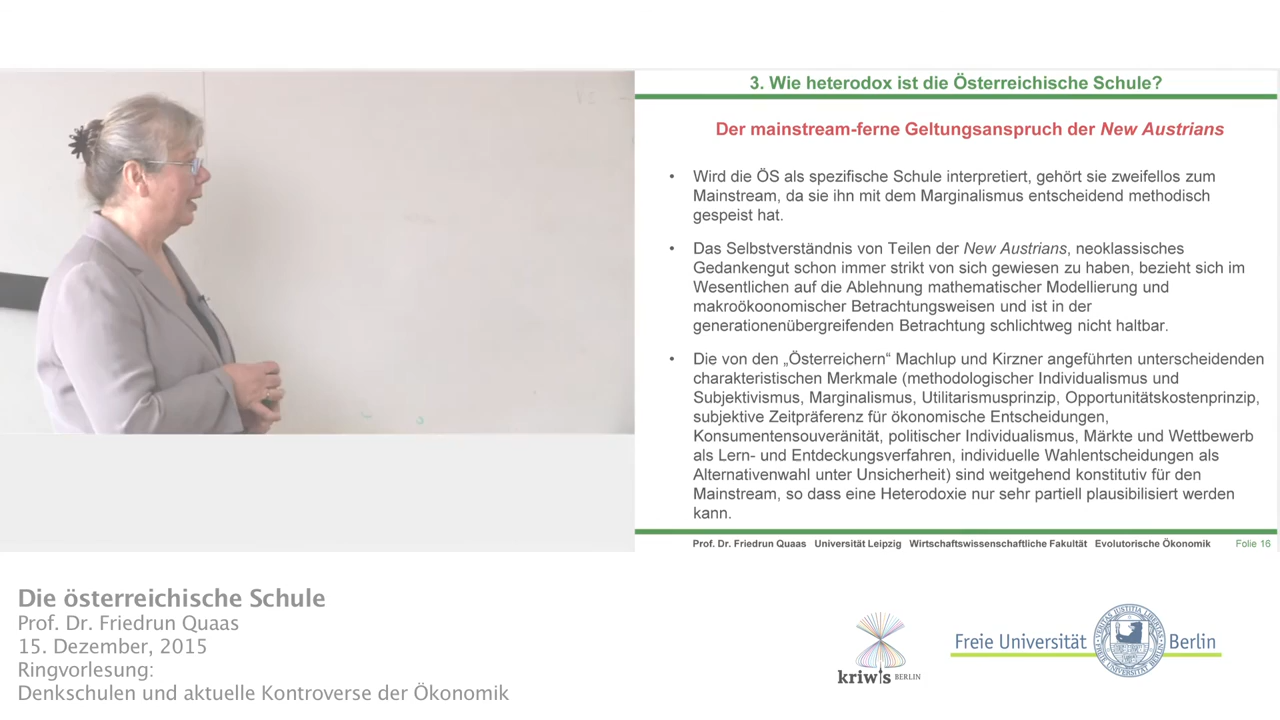 3. Wie heterodox ist die Österreichische Schule?
Der mainstream-ferne Geltungsanspruch der New Austrians
• Wird die ÖS als spezifische Schule interpretiert, gehört sie zweifellos zum
Mainstream, da sie ihn mit dem Marginalismus entscheidend methodisch
gespeist hat.
• Das Selbstverständnis von Teilen der New Austrians, neoklassisches
Gedankengut schon immer strikt von sich gewiesen zu haben, bezieht sich im
Wesentlichen auf die Ablehnung mathematischer Modellierung und
makroökoonomischer Betrachtungsweisen und ist in der
generationenübergreifenden Betrachtung schlichtweg nicht haltbar.
• Die von den „Österreichern“ Machlup und Kirzner angeführten unterscheidenden
charakteristischen Merkmale (methodologischer Individualismus und
Subjektivismus, Marginalismus, Utilitarismusprinzip, Opportunitätskostenprinzip,
subjektive Zeitpräferenz für ökonomische Entscheidungen,
Konsumentensouveränität, politischer Individualismus, Märkte und Wettbewerb
als Lern- und Entdeckungsverfahren, individuelle Wahlentscheidungen als
Alternativenwahl unter Unsicherheit) sind weitgehend konstitutiv für den
Mainstream, so dass eine Heterodoxie nur sehr partiell plausibilisiert werden
kann.
Prof. Dr. Friedrun Quaas Universität Leipzig Wirtschaftswissenschaftliche Fakultät Evolutorische Ökonomik Folie 16
Die österreichische Schule
Prof. Dr. Friedrun Quaas
15. Dezember, 2015
Ringvorlesung:
Denkschulen und aktuelle Kontroverse der Ökonomik
kriwis BERLIN
Freie Universität Berlin